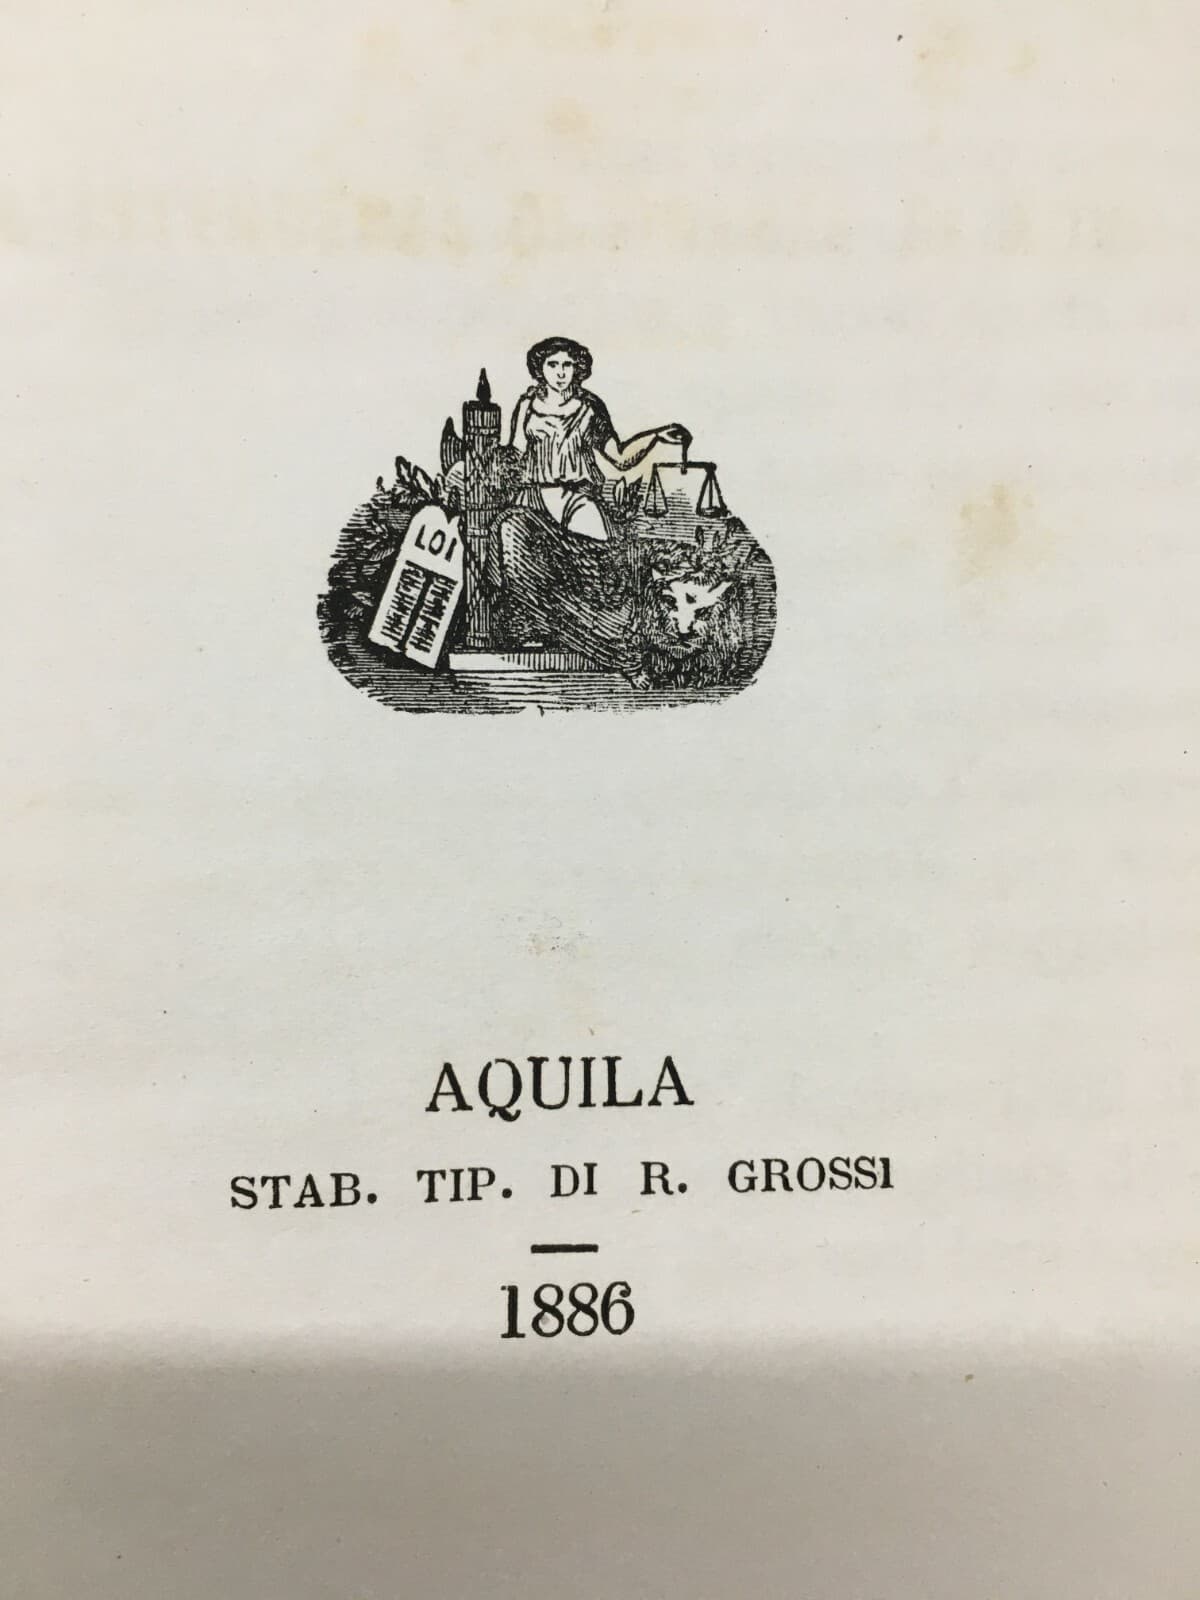 LOI
AQUILA
STAB. TIP. DI R. GROSSI
1886